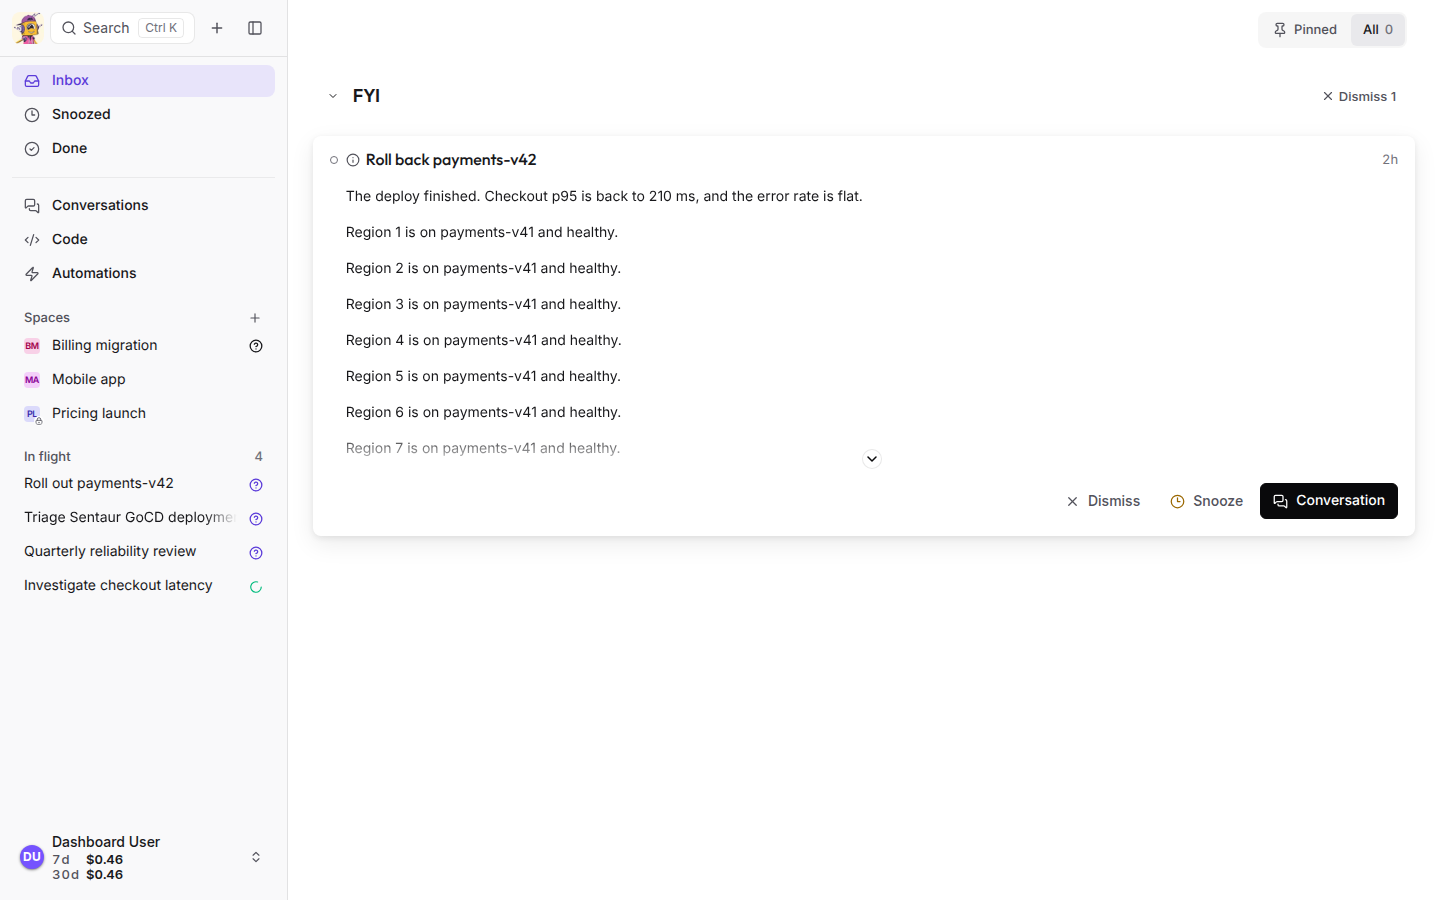 Search Ctrl K
Inbox
Snoozed
Done
Conversations
Code
Automations
Spaces
BM Billing migration
MA Mobile app
PL Pricing launch
In flight 4
Roll out payments-v42
Triage Sentaur GoCD deployme
Quarterly reliability review
Investigate checkout latency
DU Dashboard User
7d $0.46
30d $0.46
Pinned All 0
FYI Dismiss 1
Roll back payments-v42 2h
The deploy finished. Checkout p95 is back to 210 ms, and the error rate is flat.
Region 1 is on payments-v41 and healthy.
Region 2 is on payments-v41 and healthy.
Region 3 is on payments-v41 and healthy.
Region 4 is on payments-v41 and healthy.
Region 5 is on payments-v41 and healthy.
Region 6 is on payments-v41 and healthy.
Region 7 is on payments-v41 and healthy.
Dismiss Snooze Conversation